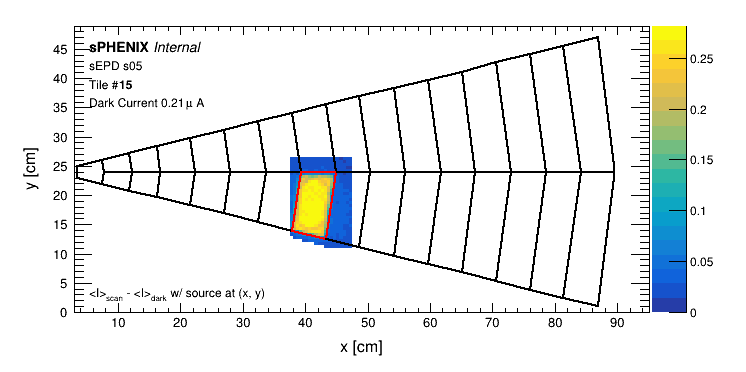 sPHENIX Internal
sEPD s05
Tile #15
Dark Current 0.21 μ A
<I>scan - <I>dark w/ source at (x, y)
y [cm]
45
40
35
30
25
20
15
10
5
0
10 20 30 40 50 60 70 80 90
x [cm]
0.25
0.2
0.15
0.1
0.05
0